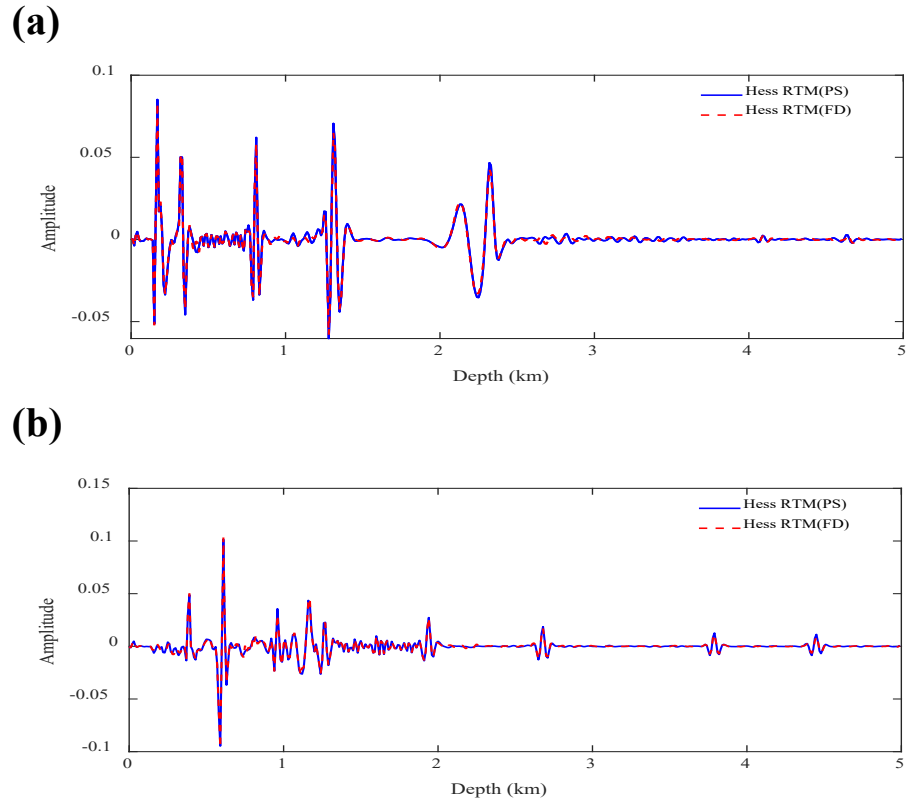 (a)
0.1
0.05
0
-0.05
Amplitude
Hess RTM(PS)
Hess RTM(FD)
0 1 2 3 4 5
Depth (km)
(b)
0.15
0.1
0.05
0
-0.05
-0.1
Amplitude
Hess RTM(PS)
Hess RTM(FD)
0 1 2 3 4 5
Depth (km)